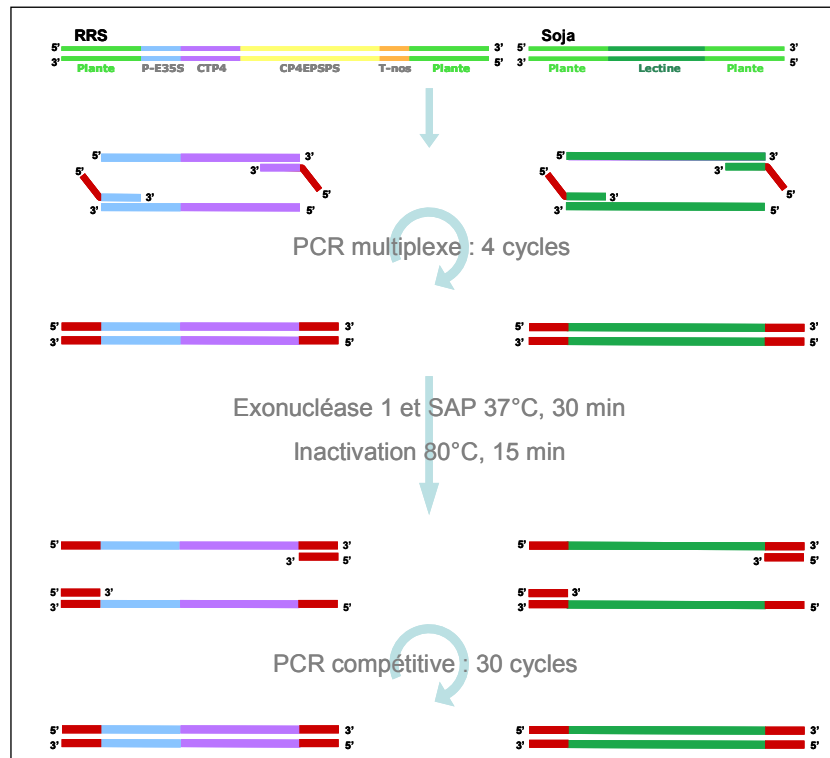 RRS Soja
5' 3' 5' 3'
3' 5' 3' 5'
Plante P-E35S CTP4 CP4EPSPS T-nos Plante Plante Lectine Plante
5' 3' 5' 3'
5' 3' 5' 3'
3' 5' 3' 5'
3' 5' 3' 5'
PCR multiplexe : 4 cycles
5' 3' 5' 3'
3' 5' 3' 5'
Exonucléase 1 et SAP 37°C, 30 min
Inactivation 80°C, 15 min
5' 3' 5' 3'
3' 5' 3' 5'
5' 3' 5' 3'
3' 5' 3' 5'
PCR compétitive : 30 cycles
5' 3' 5' 3'
3' 5' 3' 5'